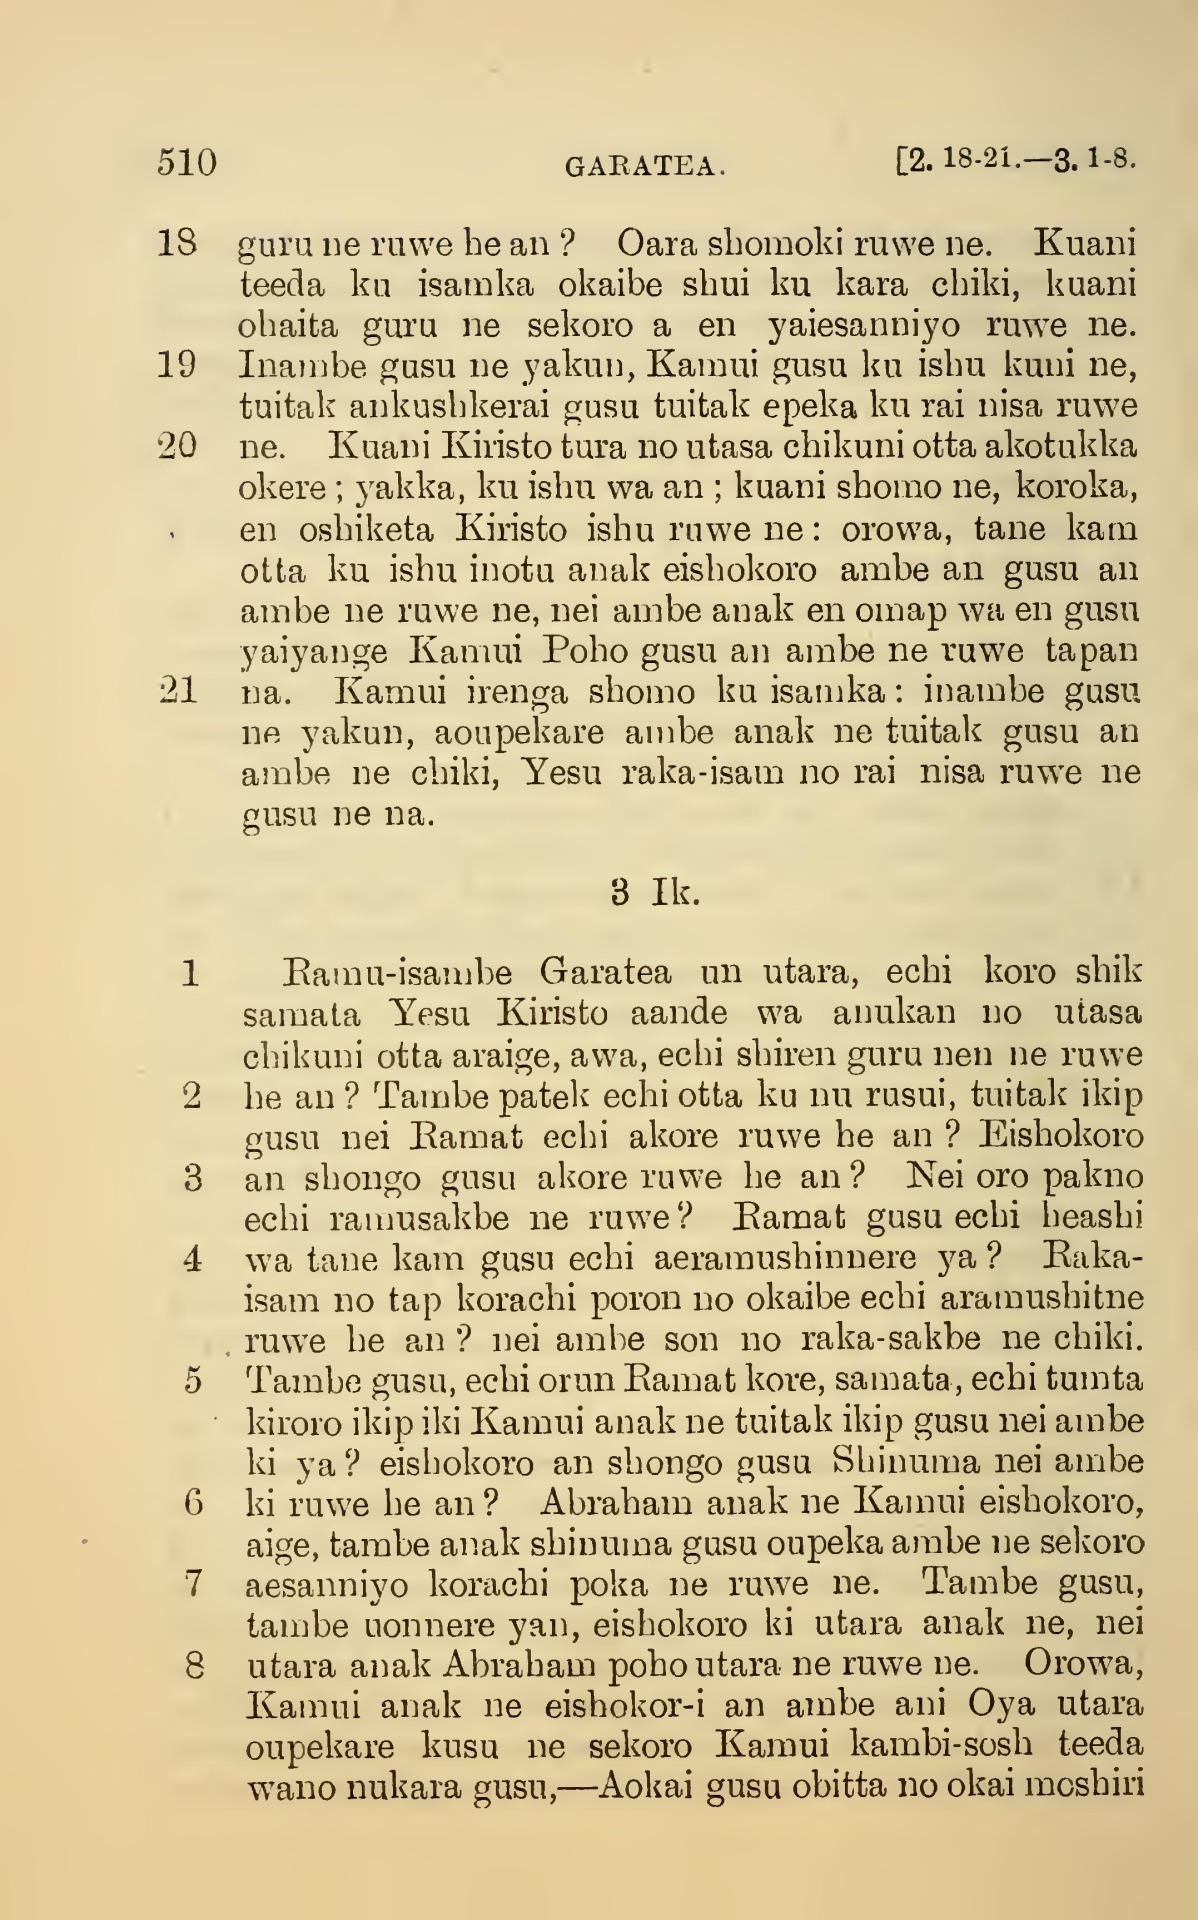 510 GARATEA. [2. 18-21.—3. 1-8.
18 guru ne ruwe he an ? Oara shomoki ruwe ne. Kuani
teeda ku isamka okaibe shui ku kara chiki, kuani
ohaita guru ne sekoro a en yaiesanniyo ruwe ne.
19 Inambe gusu ne yakun, Kamui gusu ku ishu kuni ne,
tuitak ankushkerai gusu tuitak epeka ku rai nisa ruwe
20 ne. Kuani Kiristo tura no utasa chikuni otta akotukka
okere ; yakka, ku ishu wa an ; kuani shomo ne, koroka,
en oshiketa Kiristo ishu ruwe ne : orowa, tane kam
otta ku ishu inotu anak eishokoro ambe an gusu an
ambe ne ruwe ne, nei ambe anak en omap wa en gusu
yaiyange Kamui Poho gusu an ambe ne ruwe tapan
21 na. Kamui irenga shomo ku isamka : inambe gusu
ne yakun, aoupekare ambe anak ne tuitak gusu an
ambe ne chiki, Yesu raka-isam no rai nisa ruwe ne
gusu ne na.
3 Ik.
1 Ramu-isambe Garatea un utara, echi koro shik
samata Yesu Kiristo aande wa anukan no utasa
chikuni otta araige, awa, echi shiren guru nen ne ruwe
2 he an ? Tambe patek echi otta ku nu rusui, tuitak ikip
gusu nei Ramat echi akore ruwe he an ? Eishokoro
3 an shongo gusu akore ruwe he an ? Nei oro pakno
echi ramusakbe ne ruwe ? Ramat gusu echi heashi
4 wa tane kam gusu echi aeramushinnere ya ? Raka-
isam no tap korachi poron no okaibe echi aramushitne
ruwe he an ? nei ambe son no raka-sakbe ne chiki.
5 Tambe gusu, echi orun Ramat kore, samata, echi tumta
kiroro ikip iki Kamui anak ne tuitak ikip gusu nei ambe
ki ya ? eishokoro an shongo gusu Shinuma nei ambe
6 ki ruwe he an ? Abraham anak ne Kamui eishokoro,
aige, tambe anak shinuma gusu oupeka ambe ne sekoro
7 aesanniyo korachi poka ne ruwe ne. Tambe gusu,
tambe uonnere yan, eishokoro ki utara anak ne, nei
8 utara anak Abraham poho utara ne ruwe ne. Orowa,
Kamui anak ne eishokor-i an ambe ani Oya utara
oupekare kusu ne sekoro Kamui kambi-sosh teeda
wano nukara gusu,—Aokai gusu obitta no okai moshiri